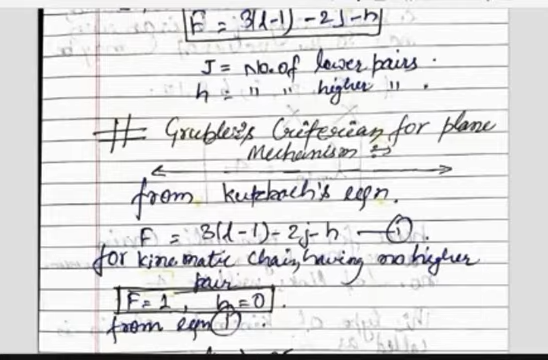 F = 3(l-1) - 2j - h
J = No. of lower pairs.
h = " " higher " .
# Grubler's Criterian for plane
Mechanism :-
from kutzbach's eqn.
F = 3(l-1) - 2j - h —①.
for kinematic chain, having no higher
pair
F = 1, h = 0.
from eqn ①.